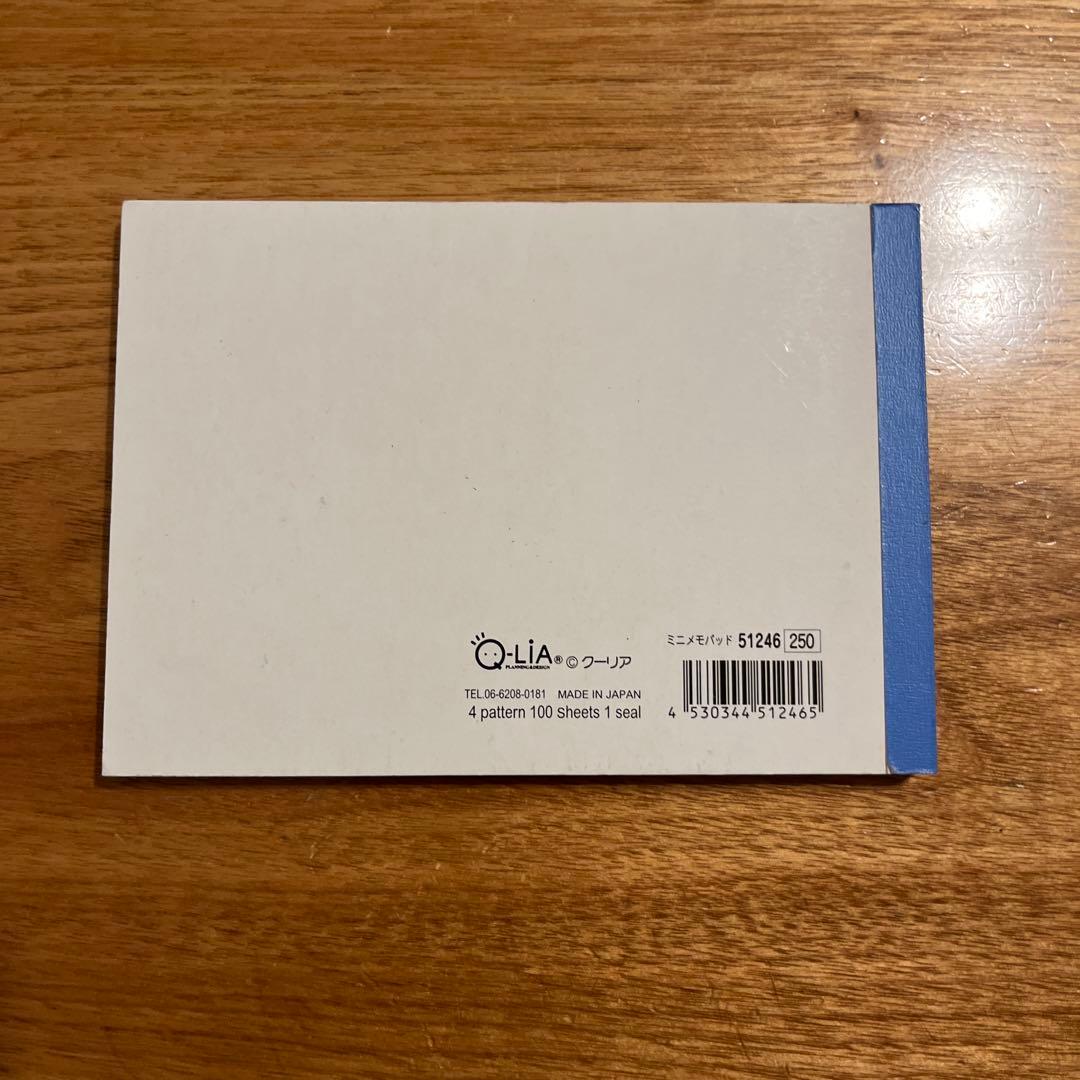 Q-LiA® © クーリア
PLANNING&DESIGN
TEL.06-6208-0181 MADE IN JAPAN
4 pattern 100 Sheets 1 seal
ミニメモパッド 51246 250
4 530344 512465